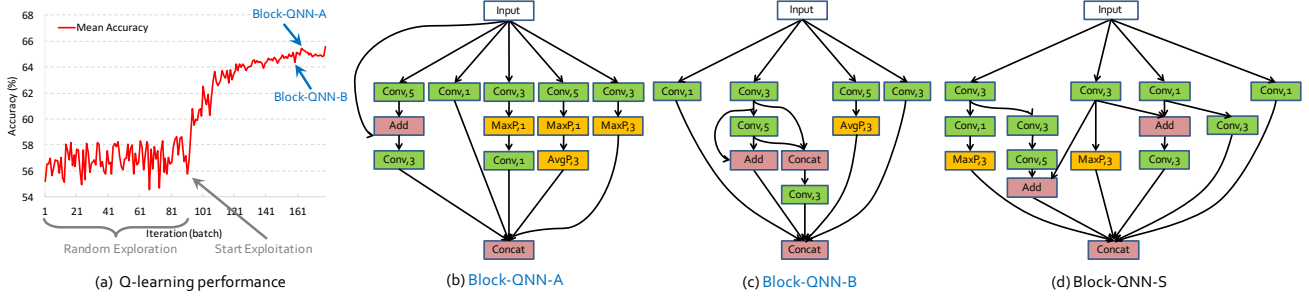 68
66
64
62
60
58
56
54
Accuracy (%)
Mean Accuracy
Block-QNN-A
Block-QNN-B
1 21 41 61 81 101 121 141 161
Iteration (batch)
Random Exploration
Start Exploitation
(a) Q-learning performance
Input
Conv,5 Conv,1 Conv,3 Conv,5 Conv,3
Add MaxP,1 MaxP,1 MaxP,3
Conv,3 Conv,1 AvgP,3
Concat
(b) Block-QNN-A
Input
Conv,1 Conv,3 Conv,5 Conv,3
Conv,5 AvgP,3
Add Concat
Conv,3
Concat
(c) Block-QNN-B
Input
Conv,3 Conv,3 Conv,1 Conv,1
Conv,1 Conv,3 Add Conv,3
MaxP,3 Conv,5 MaxP,3 Conv,3
Add
Concat
(d) Block-QNN-S